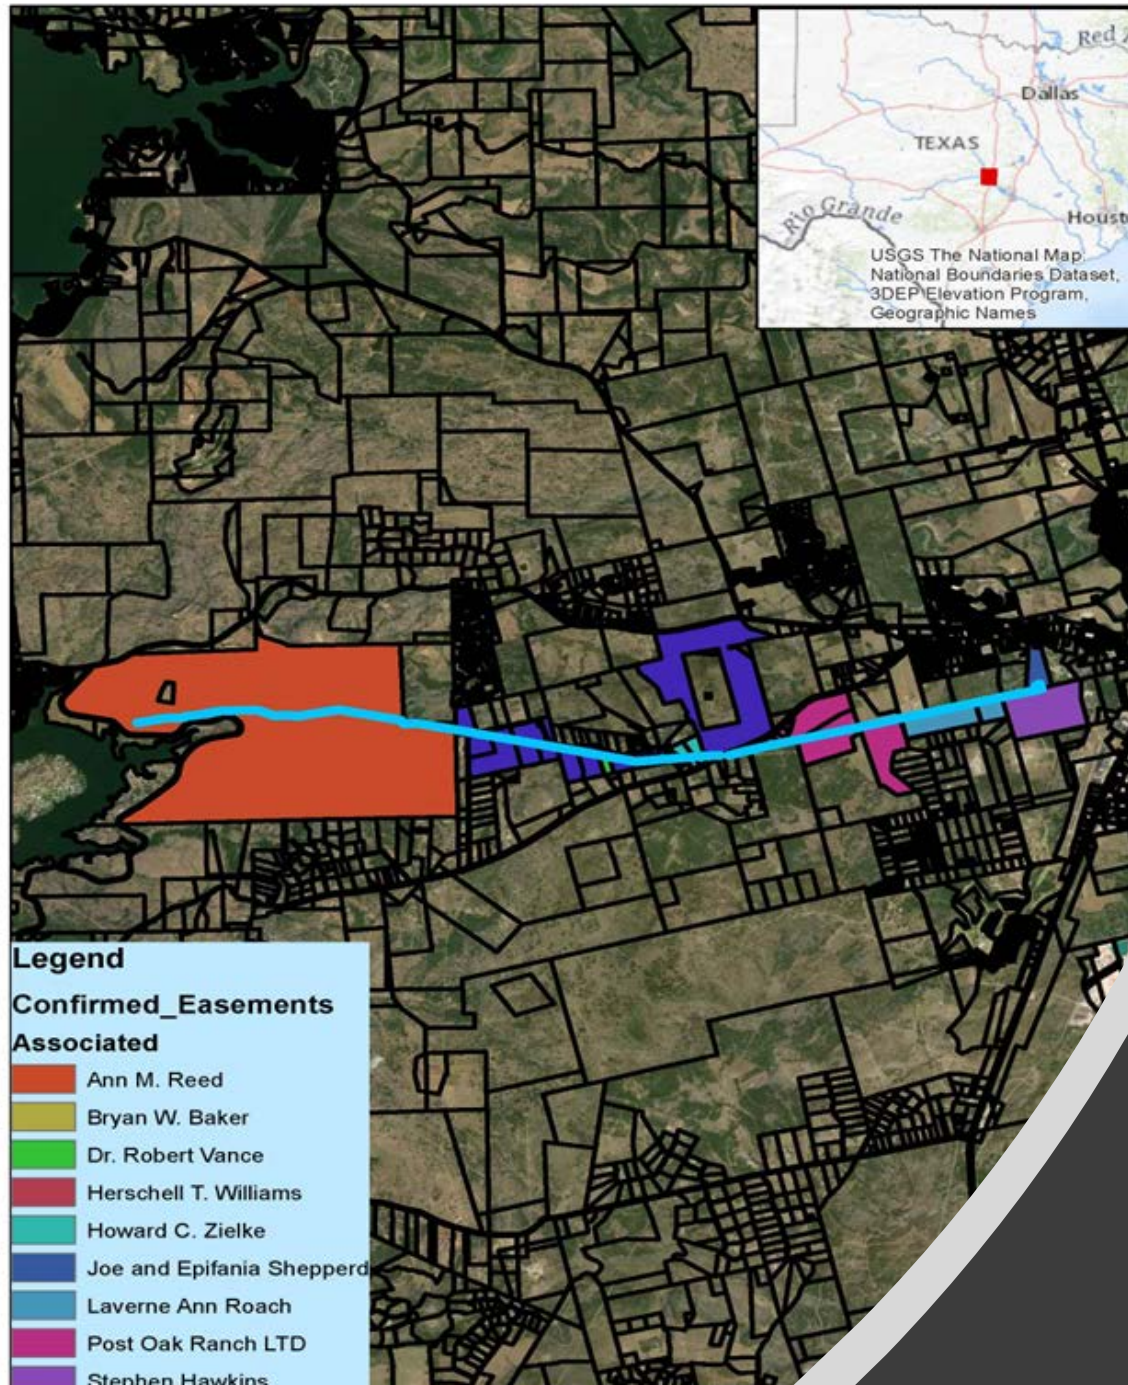 Red
Dallas
TEXAS
Rio Grande
Houst
USGS The National Map:
National Boundaries Dataset,
3DEP Elevation Program,
Geographic Names
Legend
Confirmed_Easements
Associated
Ann M. Reed
Bryan W. Baker
Dr. Robert Vance
Herschell T. Williams
Howard C. Zielke
Joe and Epifania Shepperd
Laverne Ann Roach
Post Oak Ranch LTD
Stephen Hawkins